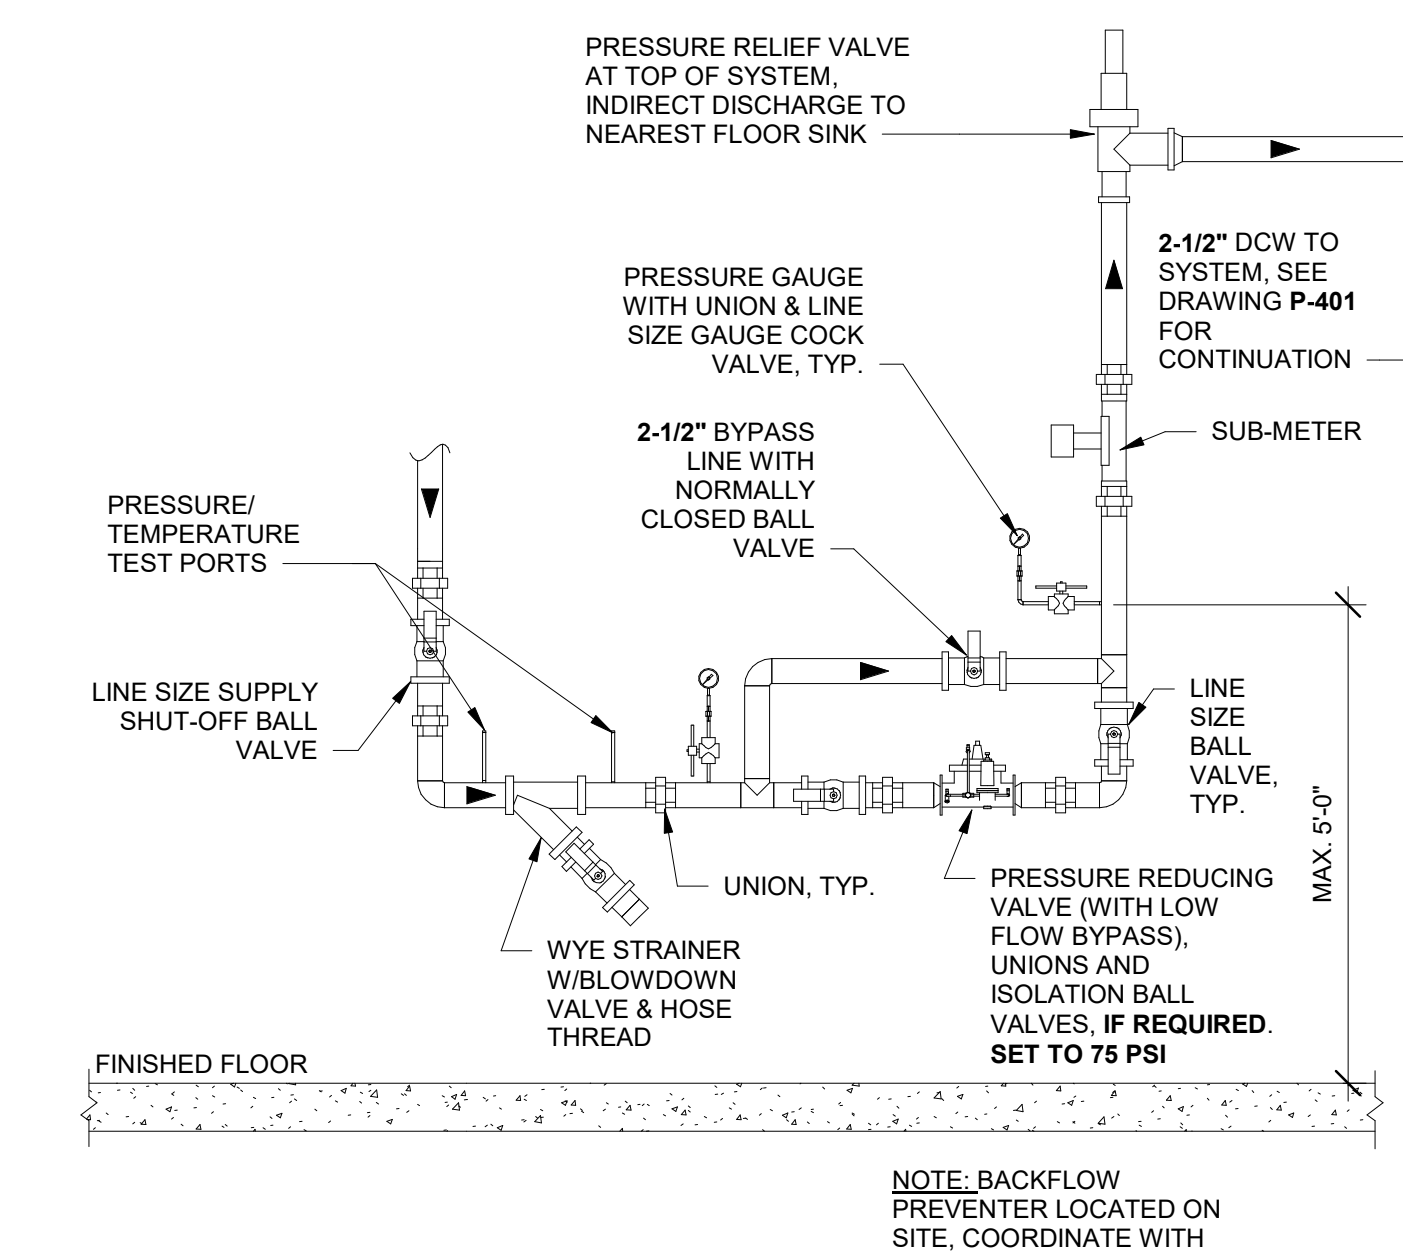 PRESSURE RELIEF VALVE
AT TOP OF SYSTEM,
INDIRECT DISCHARGE TO
NEAREST FLOOR SINK
2-1/2" DCW TO
SYSTEM, SEE
DRAWING P-401
FOR
CONTINUATION
PRESSURE GAUGE
WITH UNION & LINE
SIZE GAUGE COCK
VALVE, TYP.
2-1/2" BYPASS
LINE WITH
NORMALLY
CLOSED BALL
VALVE
SUB-METER
PRESSURE/
TEMPERATURE
TEST PORTS
LINE SIZE SUPPLY
SHUT-OFF BALL
VALVE
LINE
SIZE
BALL
VALVE,
TYP.
MAX. 5'-0"
UNION, TYP.
PRESSURE REDUCING
VALVE (WITH LOW
FLOW BYPASS),
UNIONS AND
ISOLATION BALL
VALVES, IF REQUIRED.
SET TO 75 PSI
WYE STRAINER
W/BLOWDOWN
VALVE & HOSE
THREAD
FINISHED FLOOR
NOTE: BACKFLOW
PREVENTER LOCATED ON
SITE, COORDINATE WITH